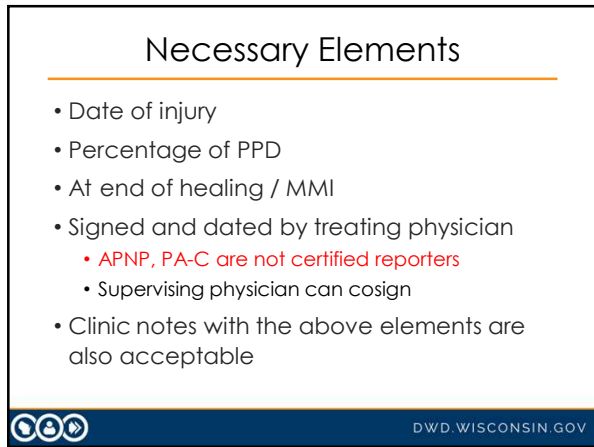 Necessary Elements
• Date of injury
• Percentage of PPD
• At end of healing / MMI
• Signed and dated by treating physician
• APNP, PA-C are not certified reporters
• Supervising physician can cosign
• Clinic notes with the above elements are
also acceptable
DWD.WISCONSIN.GOV